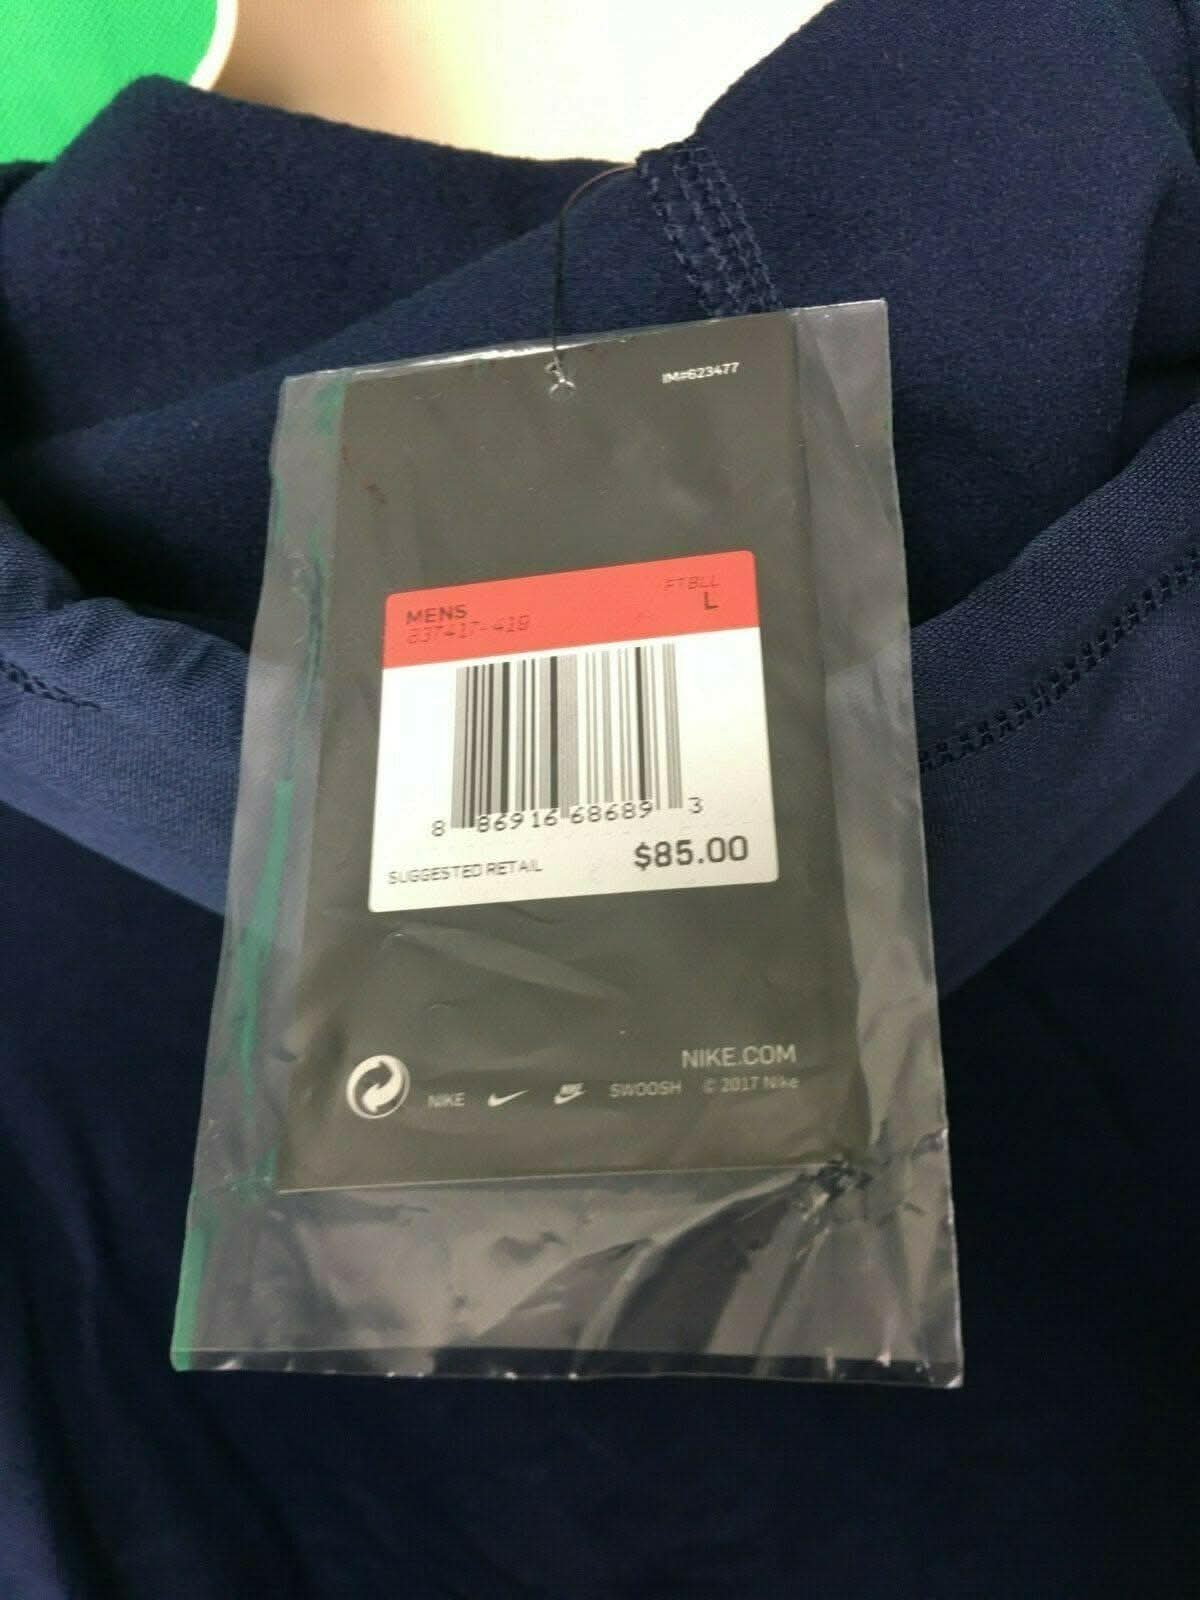 IM#623477
MENS FTBLL
837417-419 L
8 86916 68689 3
SUGGESTED RETAIL $85.00
NIKE.COM
NIKE NIKE SWOOSH © 2017 Nike